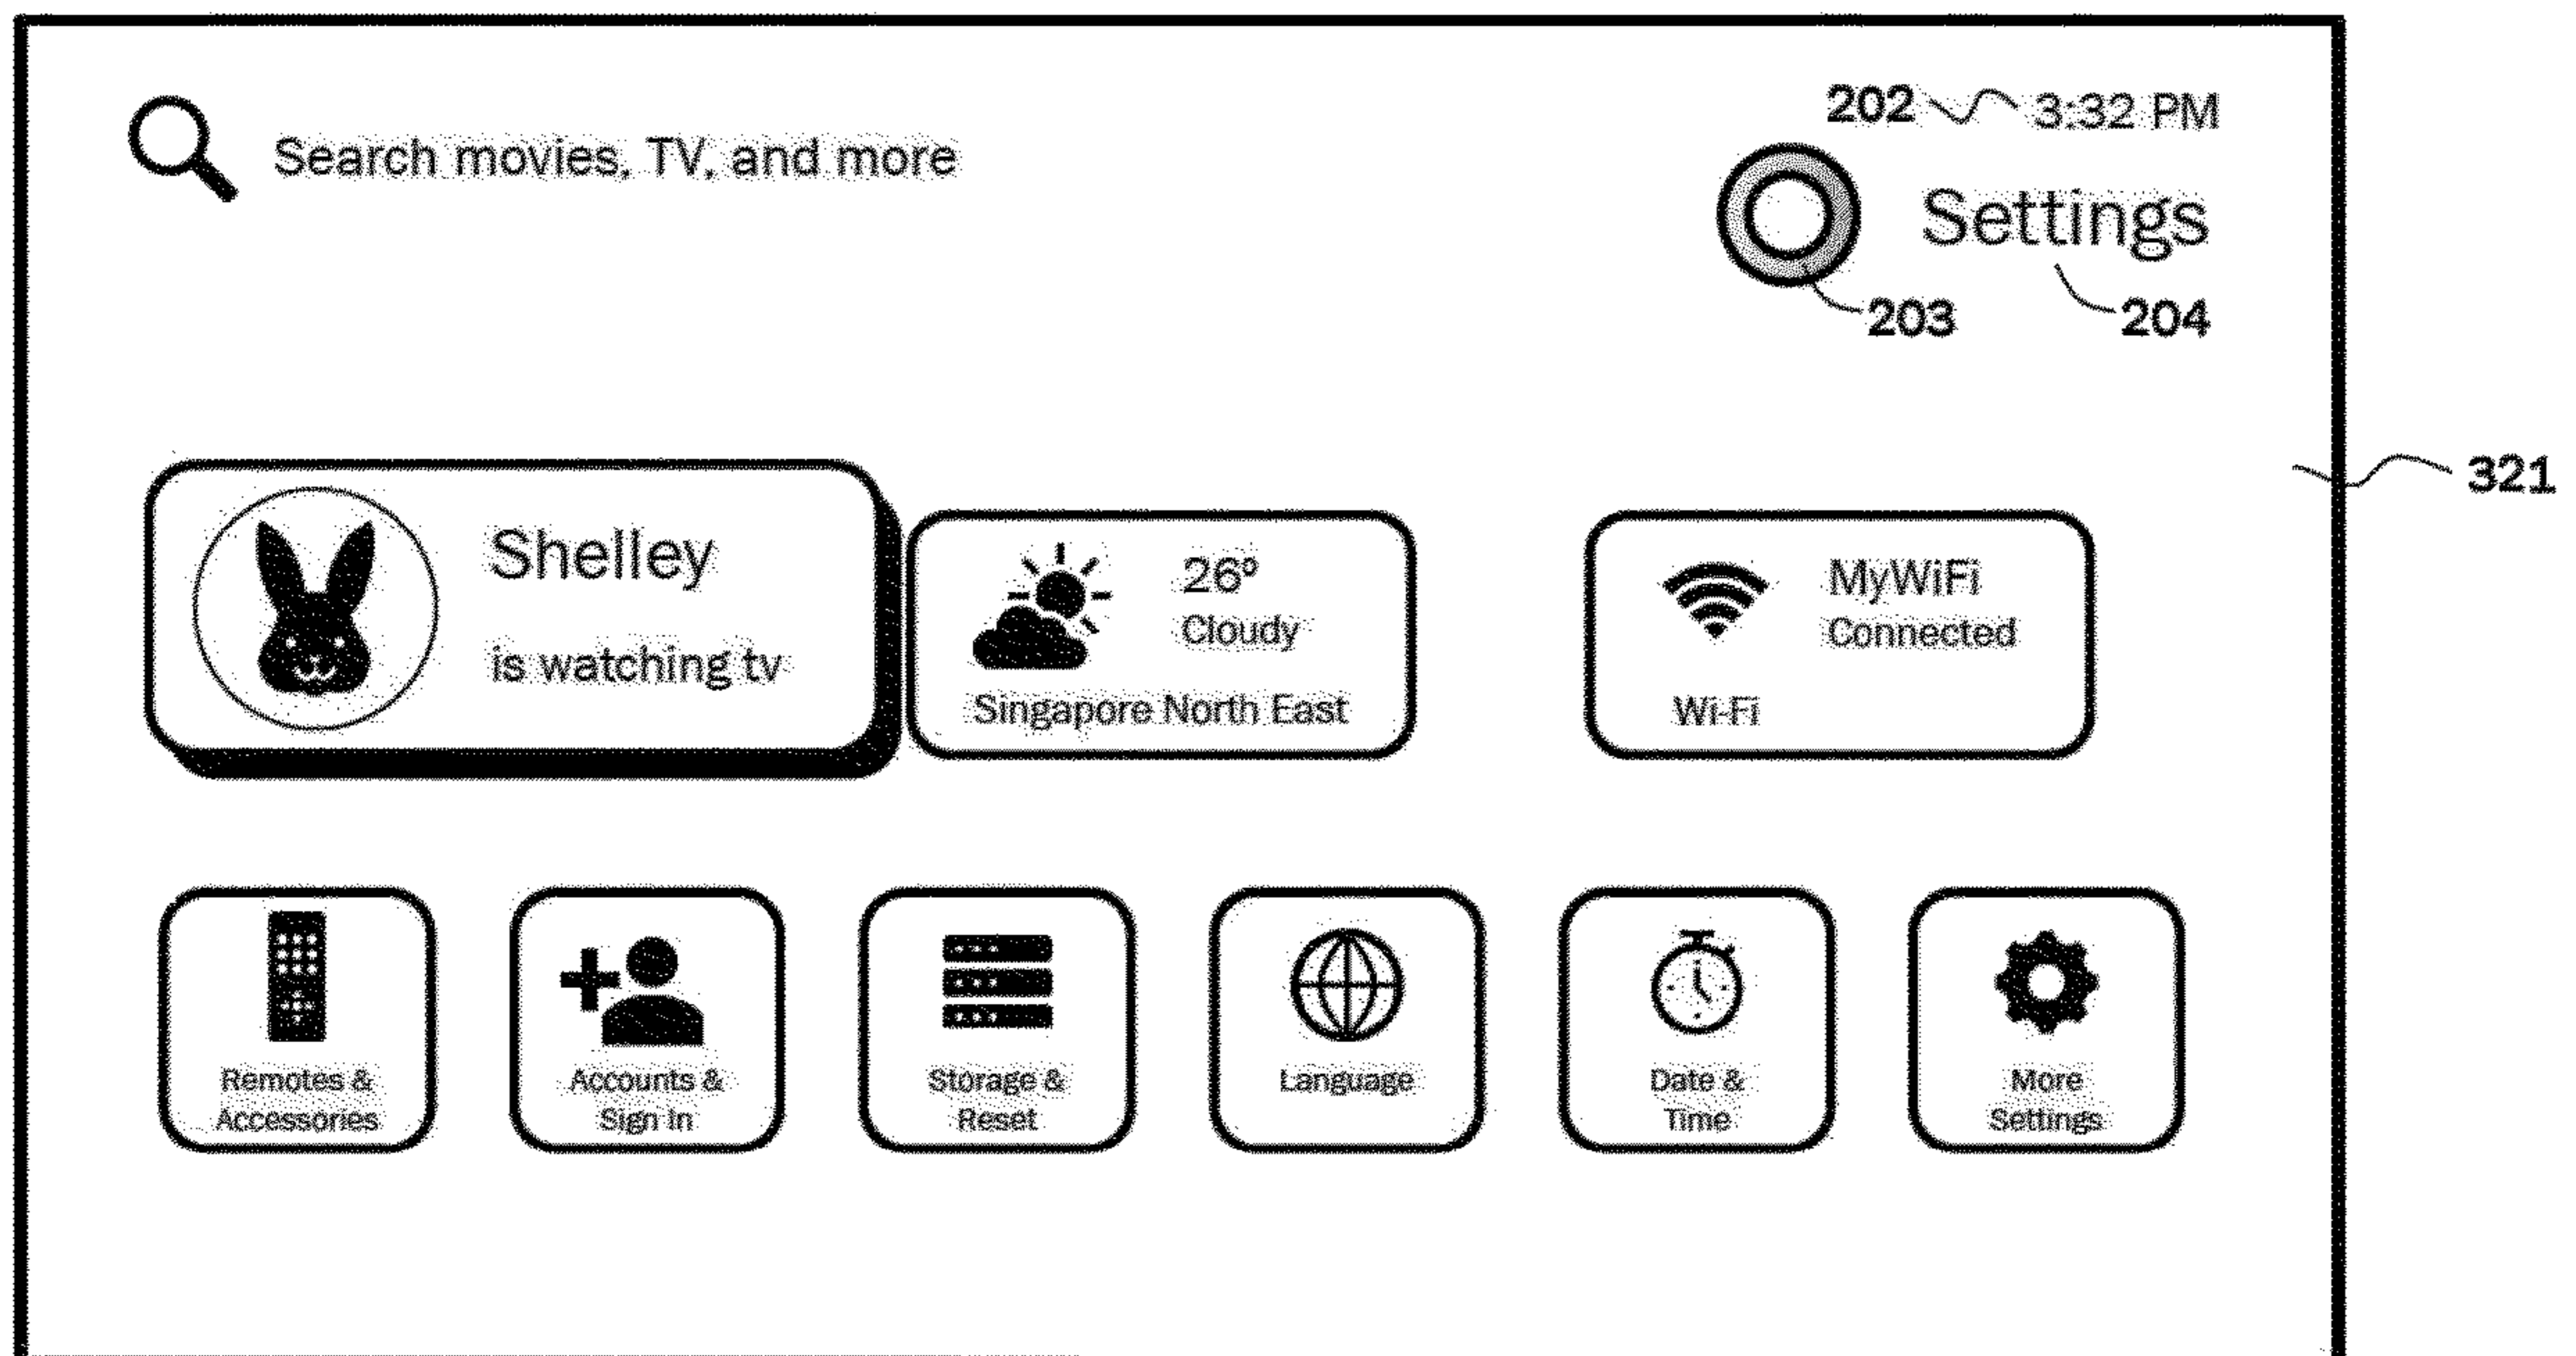 202 3:32 PM
Search movies, TV, and more
Settings
203 204
321
Shelley
is watching tv
26°
Cloudy
Singapore North East
MyWiFi
Connected
Wi-Fi
Remotes &
Accessories
Accounts &
Sign In
Storage &
Reset
Language
Date &
Time
More
Settings